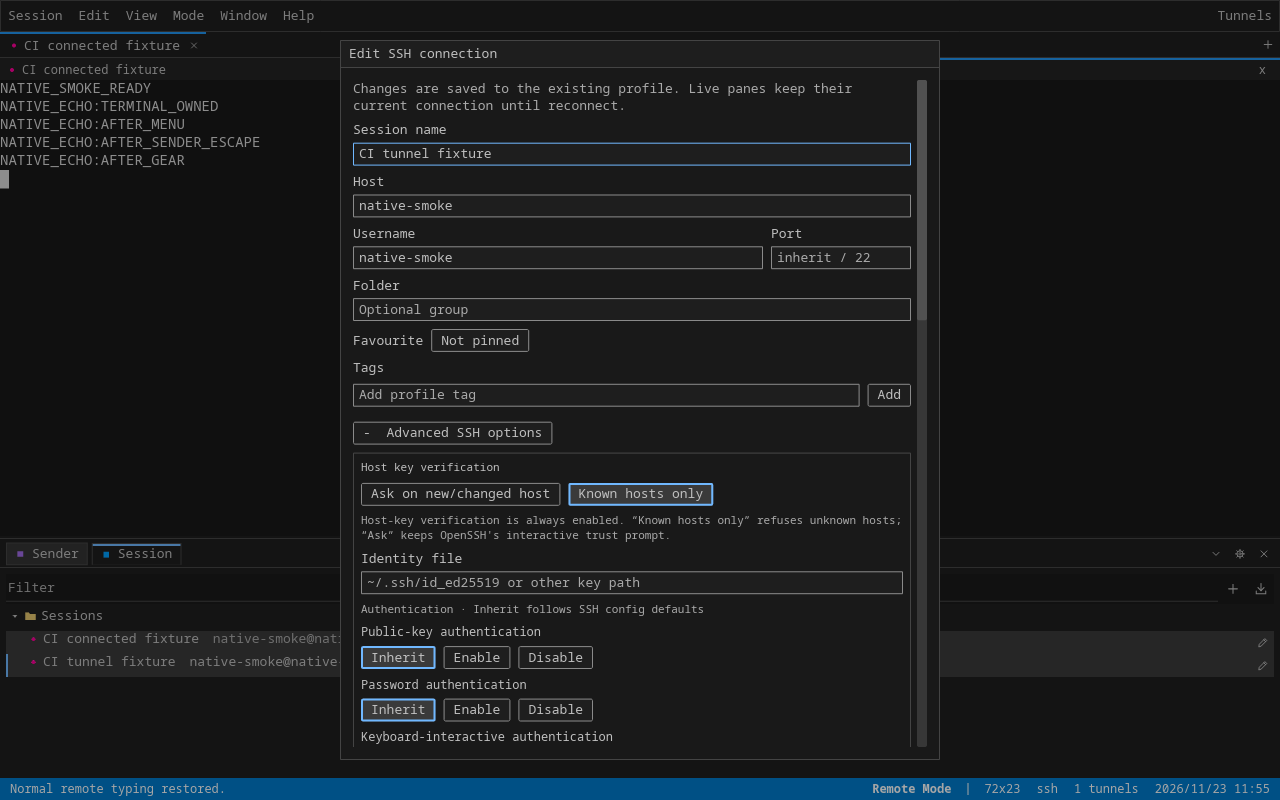 Session Edit View Mode Window Help Tunnels
• CI connected fixture × +
• CI connected fixture x
NATIVE_SMOKE_READY
NATIVE_ECHO:TERMINAL_OWNED
NATIVE_ECHO:AFTER_MENU
NATIVE_ECHO:AFTER_SENDER_ESCAPE
NATIVE_ECHO:AFTER_GEAR
Edit SSH connection
Changes are saved to the existing profile. Live panes keep their
current connection until reconnect.
Session name
CI tunnel fixture
Host
native-smoke
Username Port
native-smoke inherit / 22
Folder
Optional group
Favourite Not pinned
Tags
Add profile tag Add
- Advanced SSH options
Host key verification
Ask on new/changed host Known hosts only
Host-key verification is always enabled. “Known hosts only” refuses unknown hosts;
“Ask” keeps OpenSSH's interactive trust prompt.
Identity file
~/.ssh/id_ed25519 or other key path
Authentication · Inherit follows SSH config defaults
Public-key authentication
Inherit Enable Disable
Password authentication
Inherit Enable Disable
Keyboard-interactive authentication
Sender Session
Filter
Sessions
• CI connected fixture native-smoke@nati
• CI tunnel fixture native-smoke@native-
Normal remote typing restored. Remote Mode | 72x23 ssh 1 tunnels 2026/11/23 11:55